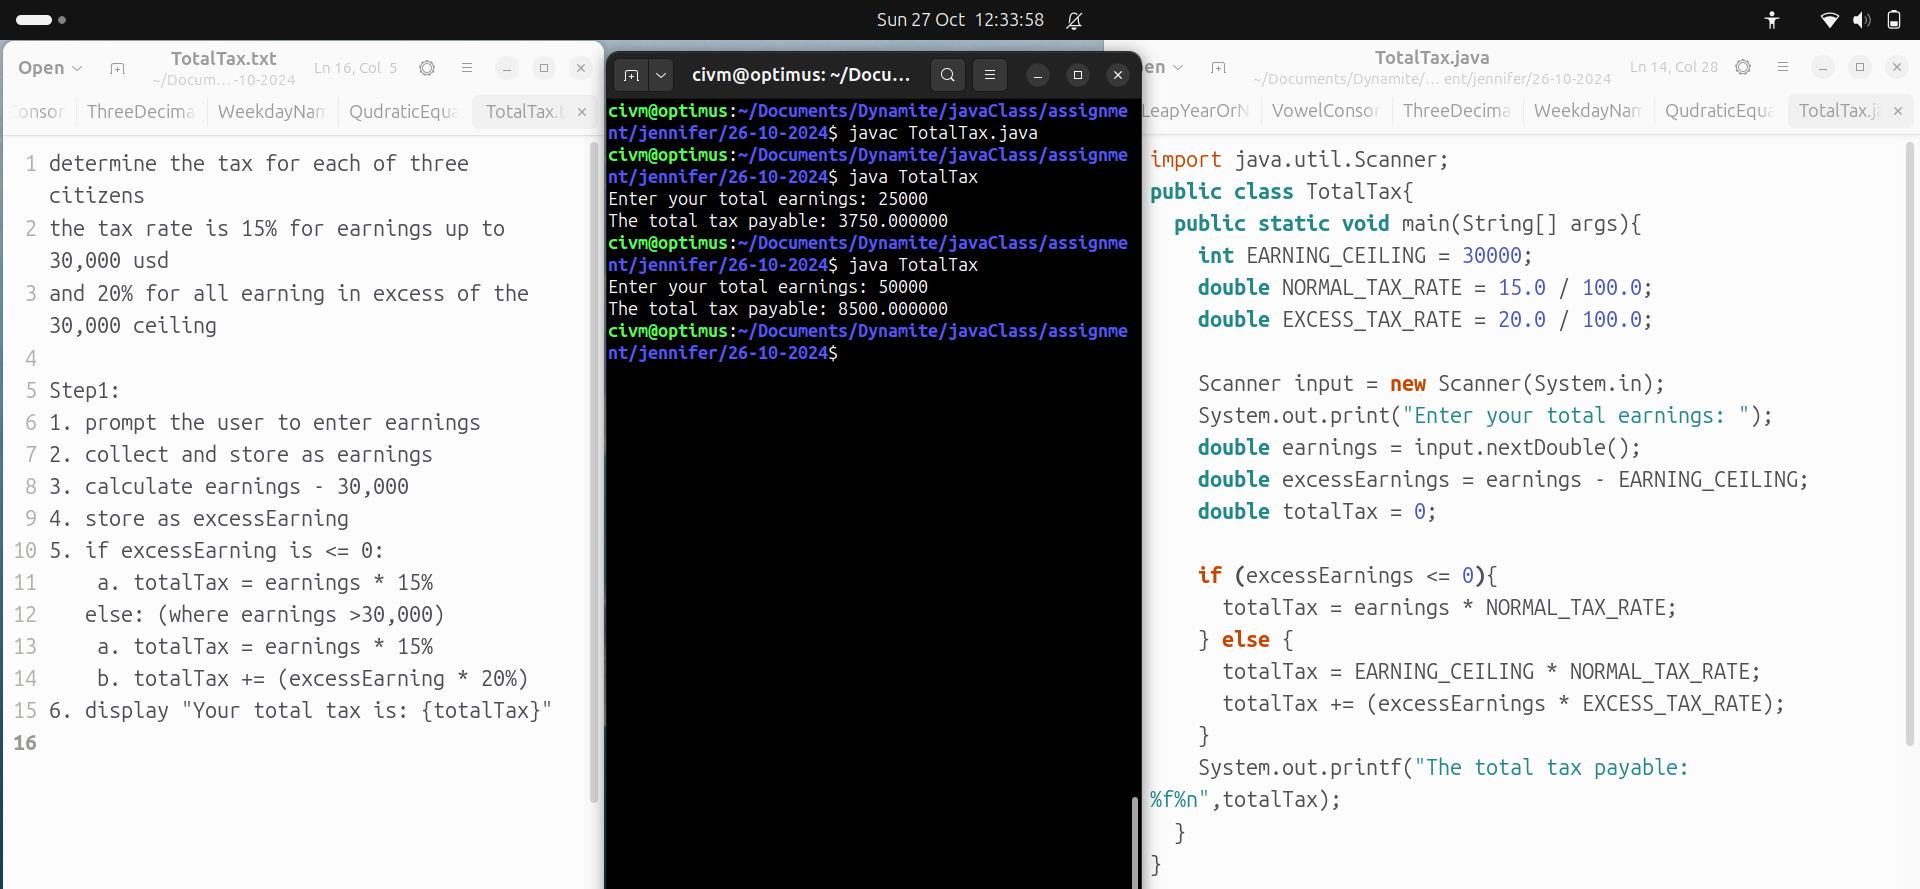 Sun 27 Oct 12:33:58
Open
TotalTax.txt
~/Docum…-10-2024
Ln 16, Col 5
Consor
ThreeDecima
WeekdayNam
QudraticEqua
TotalTax.t
1 determine the tax for each of three
citizens
2 the tax rate is 15% for earnings up to
30,000 usd
3 and 20% for all earning in excess of the
30,000 ceiling
4
5 Step1:
6 1. prompt the user to enter earnings
7 2. collect and store as earnings
8 3. calculate earnings - 30,000
9 4. store as excessEarning
10 5. if excessEarning is <= 0:
11 a. totalTax = earnings * 15%
12 else: (where earnings >30,000)
13 a. totalTax = earnings * 15%
14 b. totalTax += (excessEarning * 20%)
15 6. display "Your total tax is: {totalTax}"
16
civm@optimus: ~/Docu...
civm@optimus:~/Documents/Dynamite/javaClass/assignme
nt/jennifer/26-10-2024$ javac TotalTax.java
civm@optimus:~/Documents/Dynamite/javaClass/assignme
nt/jennifer/26-10-2024$ java TotalTax
Enter your total earnings: 25000
The total tax payable: 3750.000000
civm@optimus:~/Documents/Dynamite/javaClass/assignme
nt/jennifer/26-10-2024$ java TotalTax
Enter your total earnings: 50000
The total tax payable: 8500.000000
civm@optimus:~/Documents/Dynamite/javaClass/assignme
nt/jennifer/26-10-2024$
en
TotalTax.java
~/Documents/Dynamite/… ent/jennifer/26-10-2024
Ln 14, Col 28
LeapYearOrN
VowelConsor
ThreeDecima
WeekdayNam
QudraticEqua
TotalTax.ja
import java.util.Scanner;
public class TotalTax{
public static void main(String[] args){
int EARNING_CEILING = 30000;
double NORMAL_TAX_RATE = 15.0 / 100.0;
double EXCESS_TAX_RATE = 20.0 / 100.0;
Scanner input = new Scanner(System.in);
System.out.print("Enter your total earnings: ");
double earnings = input.nextDouble();
double excessEarnings = earnings - EARNING_CEILING;
double totalTax = 0;
if (excessEarnings <= 0){
totalTax = earnings * NORMAL_TAX_RATE;
} else {
totalTax = EARNING_CEILING * NORMAL_TAX_RATE;
totalTax += (excessEarnings * EXCESS_TAX_RATE);
}
System.out.printf("The total tax payable:
%f%n",totalTax);
}
}